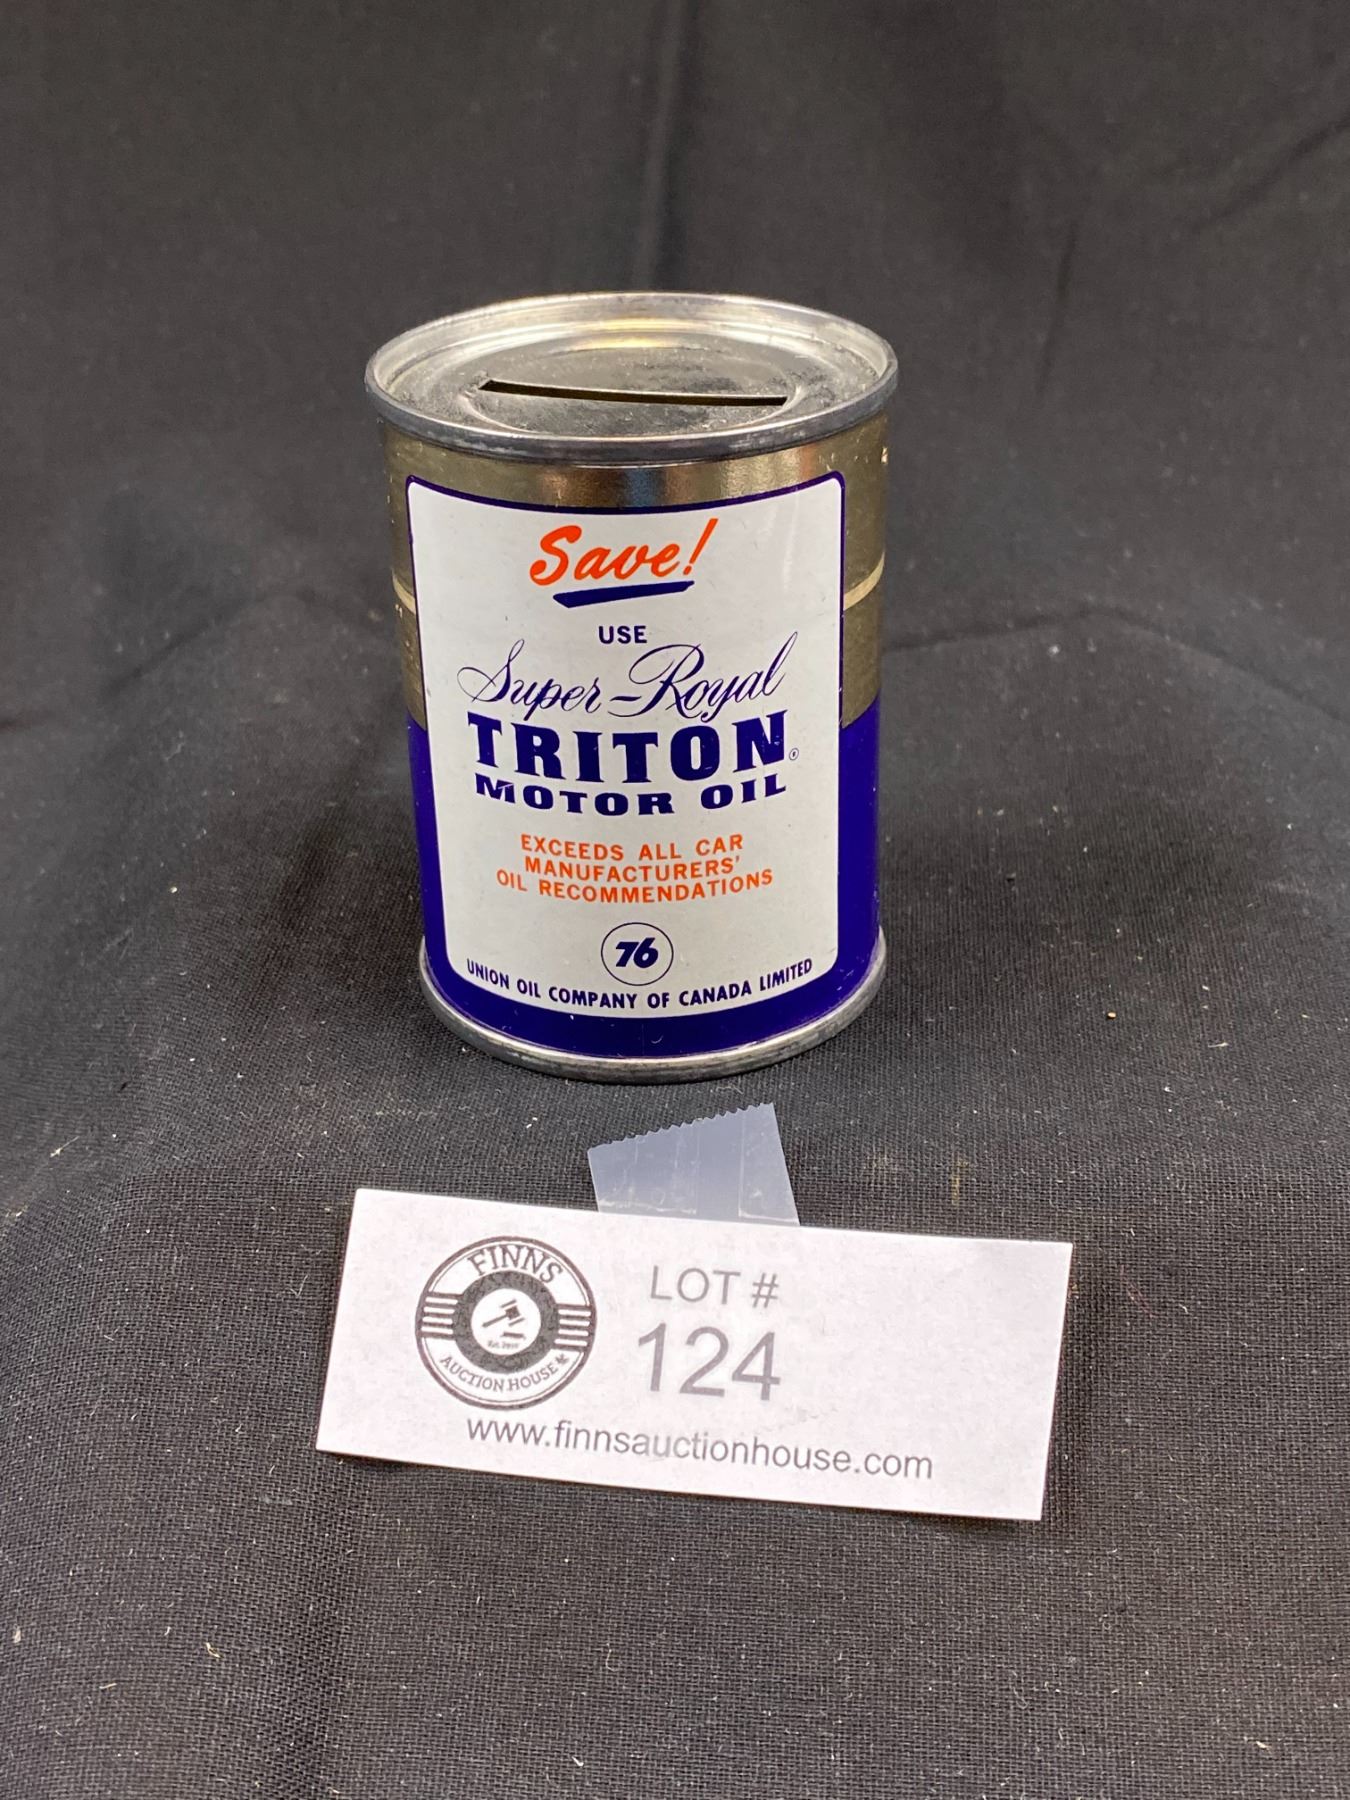 Save!
USE
Super-Royal
TRITON®
MOTOR OIL
EXCEEDS ALL CAR
MANUFACTURERS'
OIL RECOMMENDATIONS
76
UNION OIL COMPANY OF CANADA LIMITED
FINNS
AUCTION HOUSE
LOT #
124
www.finnsauctionhouse.com